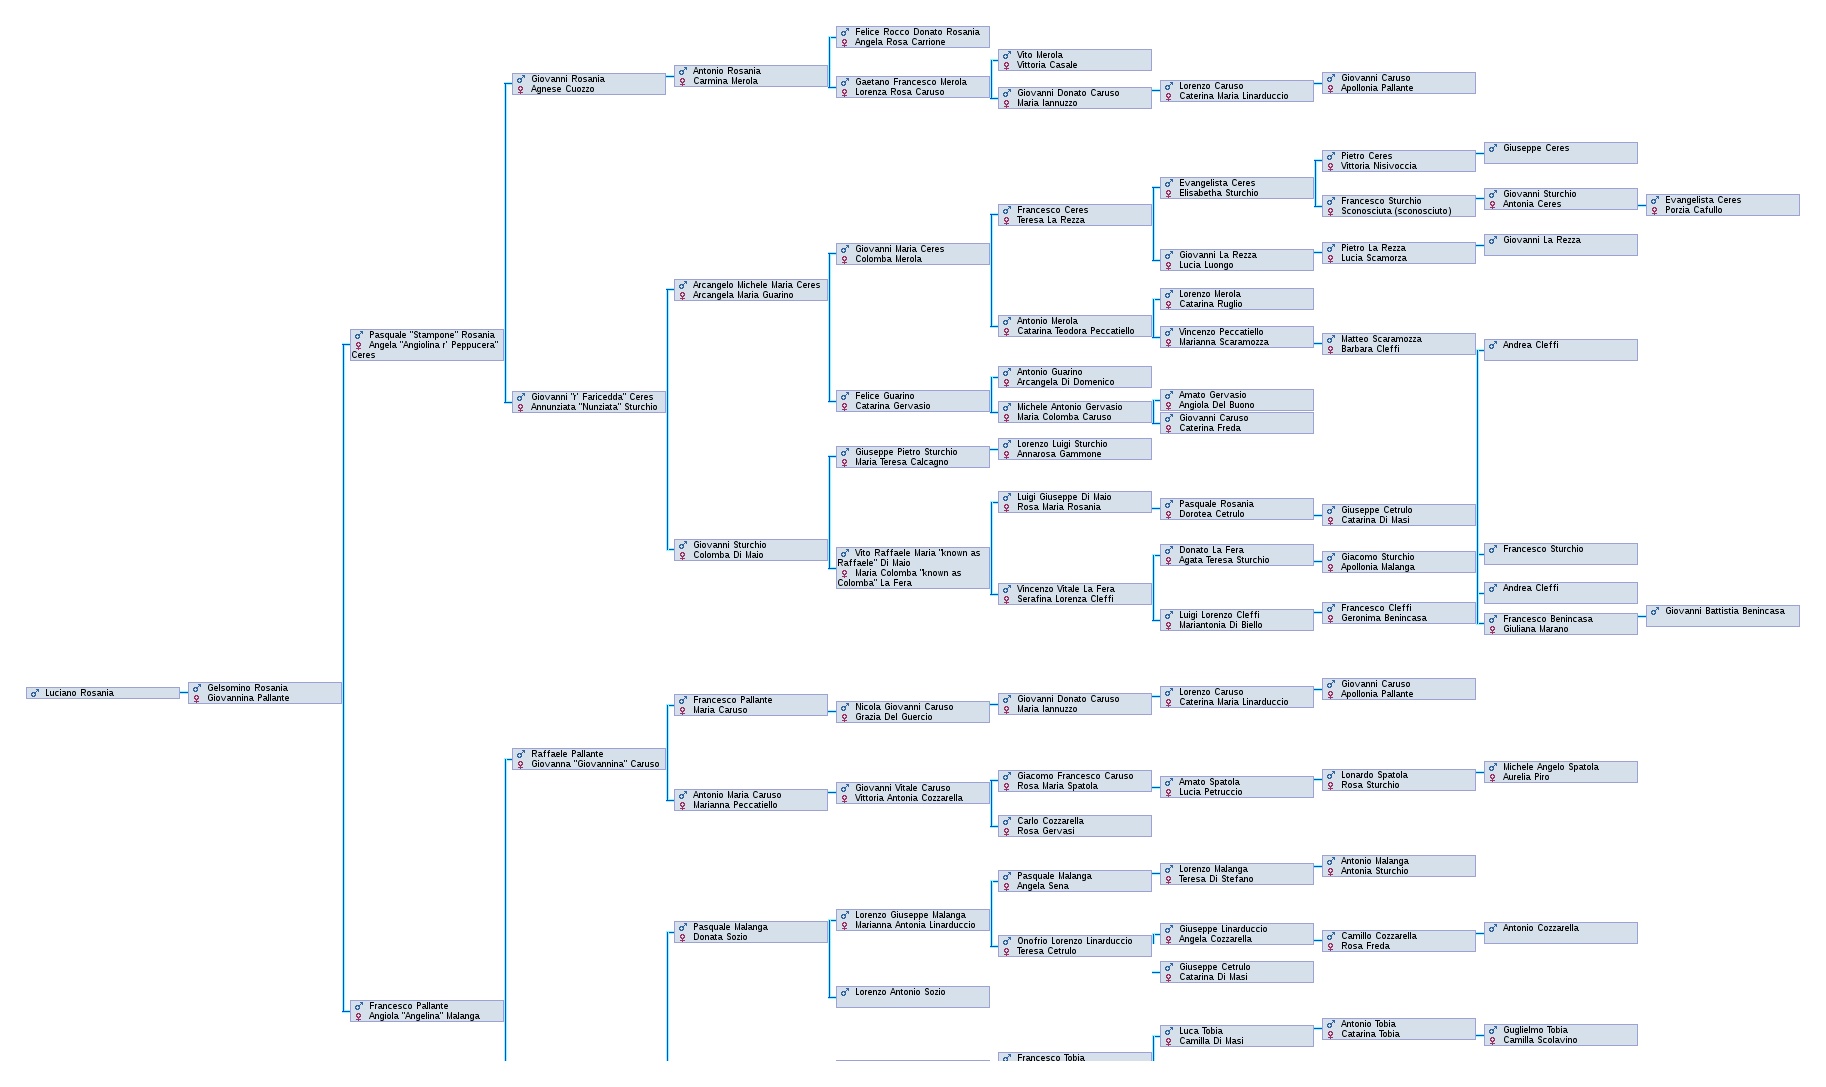 Felice Rocco Donato Rosania
Angela Rosa Carrione
Vito Merola
Vittoria Casale
Giovanni Rosania
Agnese Cuozzo
Antonio Rosania
Carmina Merola
Gaetano Francesco Merola
Lorenza Rosa Caruso
Giovanni Donato Caruso
Maria Iannuzzo
Lorenzo Caruso
Caterina Maria Linarduccio
Giovanni Caruso
Apollonia Pallante
Giuseppe Ceres
Pietro Ceres
Vittoria Nisivoccia
Evangelista Ceres
Elisabetha Sturchio
Francesco Sturchio
Sconosciuta (sconosciuto)
Giovanni Sturchio
Antonia Ceres
Evangelista Ceres
Porzia Cafullo
Francesco Ceres
Teresa La Rezza
Giovanni Maria Ceres
Colomba Merola
Giovanni La Rezza
Lucia Luongo
Pietro La Rezza
Lucia Scamorza
Giovanni La Rezza
Arcangelo Michele Maria Ceres
Arcangela Maria Guarino
Lorenzo Merola
Catarina Ruglio
Antonio Merola
Catarina Teodora Peccatiello
Vincenzo Peccatiello
Marianna Scaramozza
Matteo Scaramozza
Barbara Cleffi
Andrea Cleffi
Pasquale "Stampone" Rosania
Angela "Angiolina r' Peppucera"
Ceres
Antonio Guarino
Arcangela Di Domenico
Giovanni "r' Faricedda" Ceres
Annunziata "Nunziata" Sturchio
Felice Guarino
Catarina Gervasio
Michele Antonio Gervasio
Maria Colomba Caruso
Amato Gervasio
Angiola Del Buono
Giovanni Caruso
Caterina Freda
Giuseppe Pietro Sturchio
Maria Teresa Calcagno
Lorenzo Luigi Sturchio
Annarosa Gammone
Luigi Giuseppe Di Maio
Rosa Maria Rosania
Pasquale Rosania
Dorotea Cetrulo
Giuseppe Cetrulo
Catarina Di Masi
Giovanni Sturchio
Colomba Di Maio
Vito Raffaele Maria "known as
Raffaele" Di Maio
Maria Colomba "known as
Colomba" La Fera
Donato La Fera
Agata Teresa Sturchio
Giacomo Sturchio
Apollonia Malanga
Francesco Sturchio
Vincenzo Vitale La Fera
Serafina Lorenza Cleffi
Andrea Cleffi
Luigi Lorenzo Cleffi
Mariantonia Di Biello
Francesco Cleffi
Geronima Benincasa
Francesco Benincasa
Giuliana Marano
Giovanni Battistia Benincasa
Luciano Rosania
Gelsomino Rosania
Giovannina Pallante
Francesco Pallante
Maria Caruso
Nicola Giovanni Caruso
Grazia Del Guercio
Giovanni Donato Caruso
Maria Iannuzzo
Lorenzo Caruso
Caterina Maria Linarduccio
Giovanni Caruso
Apollonia Pallante
Raffaele Pallante
Giovanna "Giovannina" Caruso
Antonio Maria Caruso
Marianna Peccatiello
Giovanni Vitale Caruso
Vittoria Antonia Cozzarella
Giacomo Francesco Caruso
Rosa Maria Spatola
Amato Spatola
Lucia Petruccio
Lonardo Spatola
Rosa Sturchio
Michele Angelo Spatola
Aurelia Piro
Carlo Cozzarella
Rosa Gervasi
Pasquale Malanga
Angela Sena
Lorenzo Malanga
Teresa Di Stefano
Antonio Malanga
Antonia Sturchio
Pasquale Malanga
Donata Sozio
Lorenzo Giuseppe Malanga
Marianna Antonia Linarduccio
Onofrio Lorenzo Linarduccio
Teresa Cetrulo
Giuseppe Linarduccio
Angela Cozzarella
Camillo Cozzarella
Rosa Freda
Antonio Cozzarella
Giuseppe Cetrulo
Catarina Di Masi
Lorenzo Antonio Sozio
Francesco Pallante
Angiola "Angelina" Malanga
Luca Tobia
Camilla Di Masi
Antonio Tobia
Catarina Tobia
Guglielmo Tobia
Camilla Scolavino
Francesco Tobia